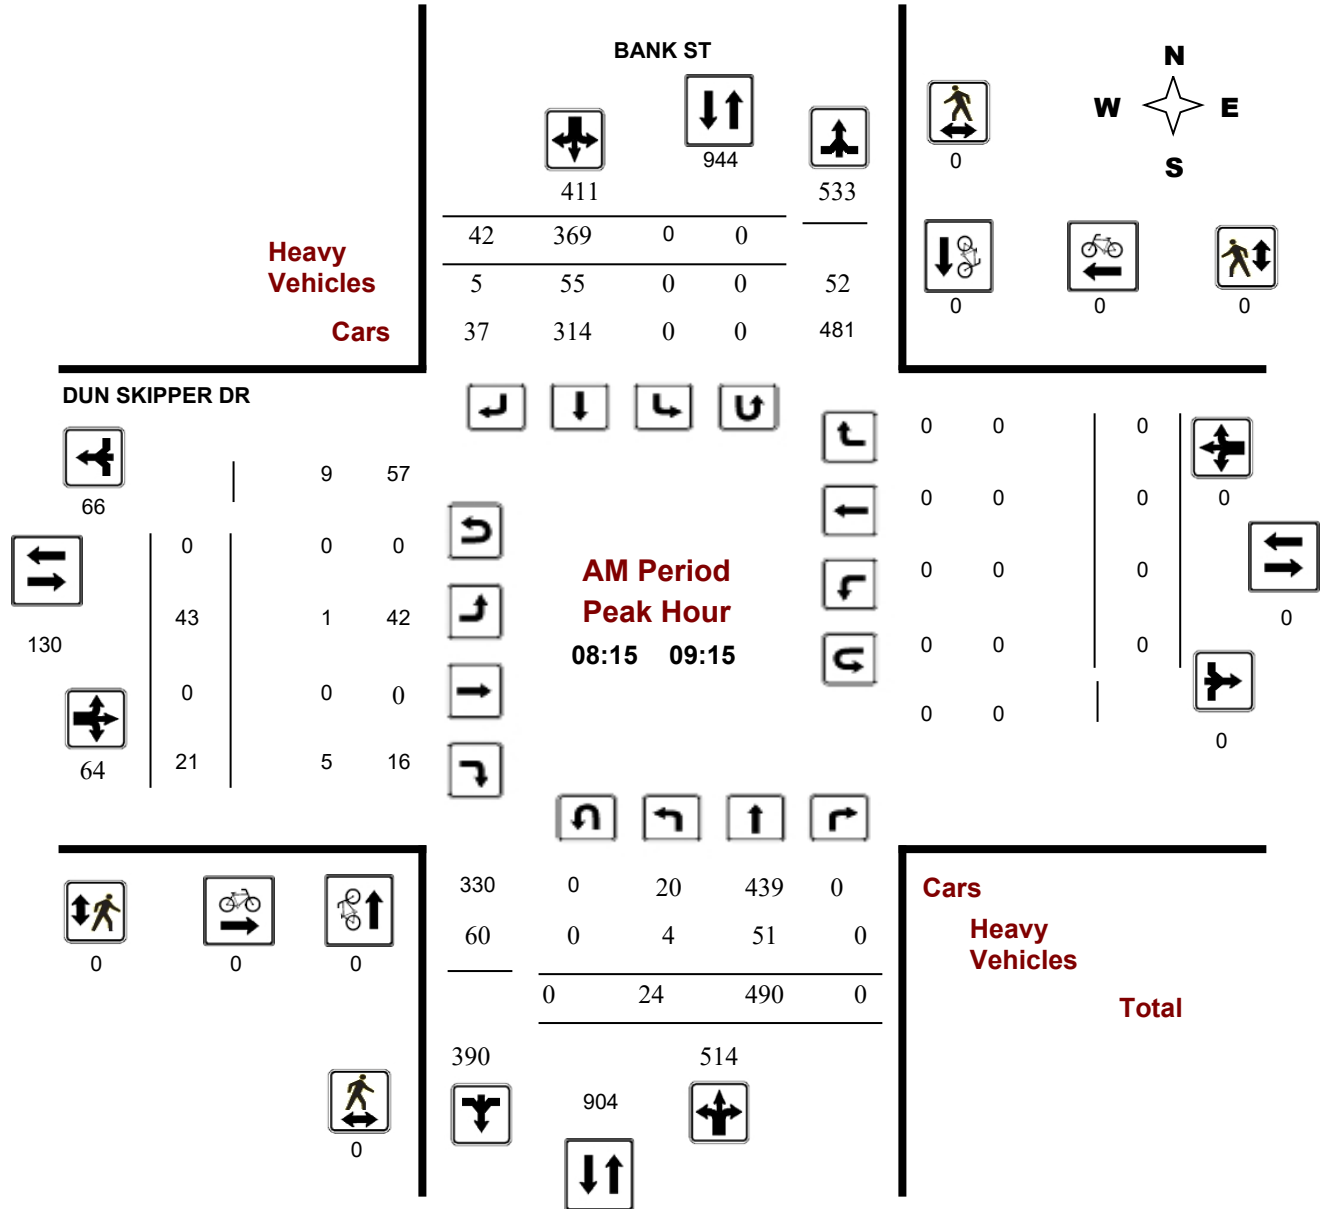 BANK ST
N
W E
S
944
0
411 533
42 369 0 0
Heavy
Vehicles 5 55 0 0 52
Cars 37 314 0 0 481
0 0 0
DUN SKIPPER DR
66
9 57
0 0 0
43 1 42
130
0 0 0
64 21 5 16
AM Period
Peak Hour
08:15 09:15
0 0 0
0 0 0 0
0 0 0
0
0 0 0
0 0
0
330 0 20 439 0 Cars
60 0 4 51 0 Heavy
Vehicles
0 0 0
0 24 490 0 Total
390 514
904
0